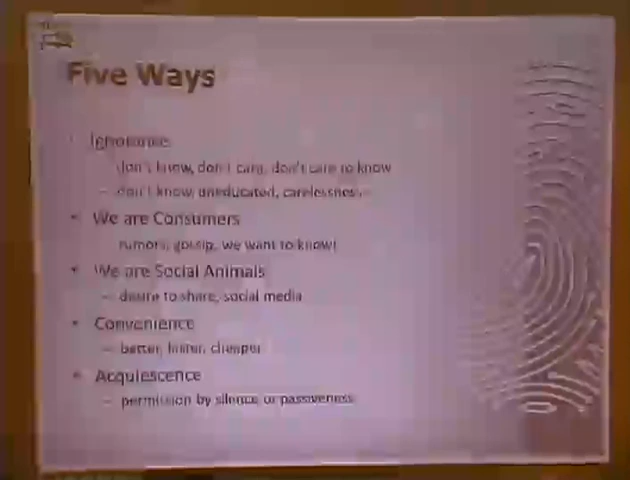 Five Ways
• Ignorance
– don't know, don't care, don't care to know
– don't know, uneducated, carelessness
• We are Consumers
rumors, gossip, we want to know!
• We are Social Animals
– desire to share, social media
• Convenience
– better, faster, cheaper
• Acquiescence
– permission by silence or passiveness